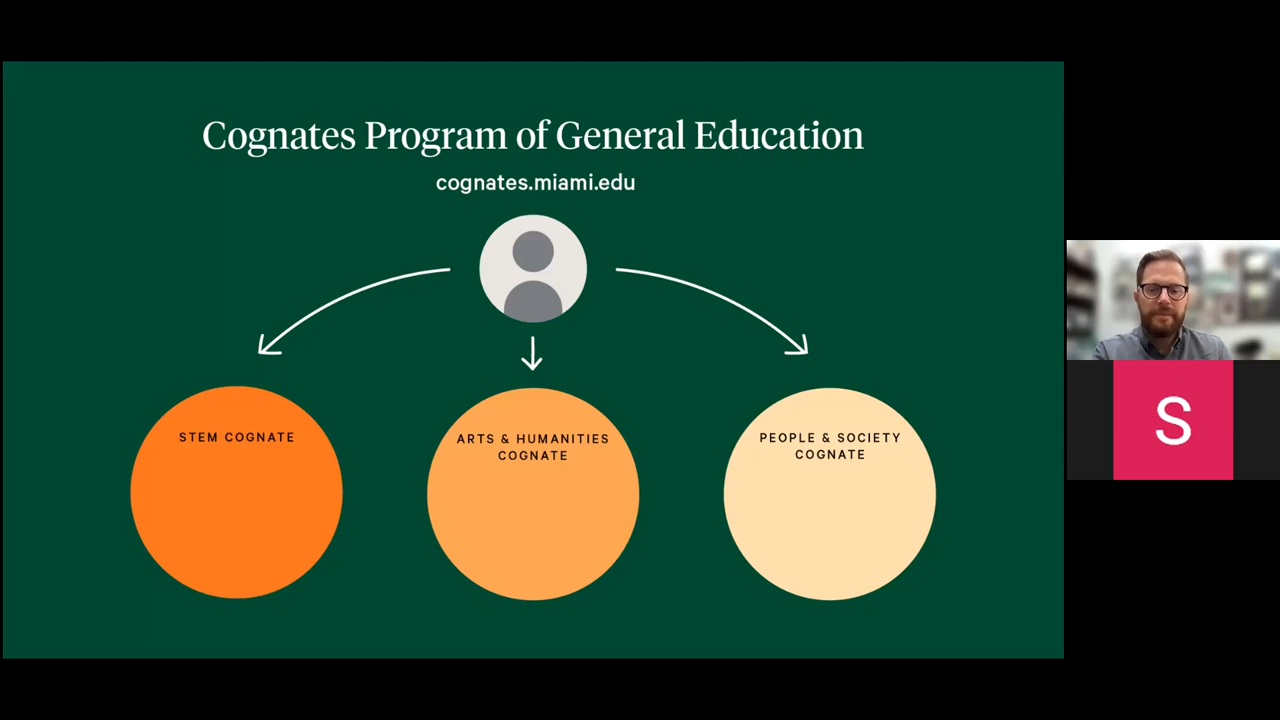 Cognates Program of General Education
cognates.miami.edu
STEM COGNATE
ARTS & HUMANITIES
COGNATE
PEOPLE & SOCIETY
COGNATE
S